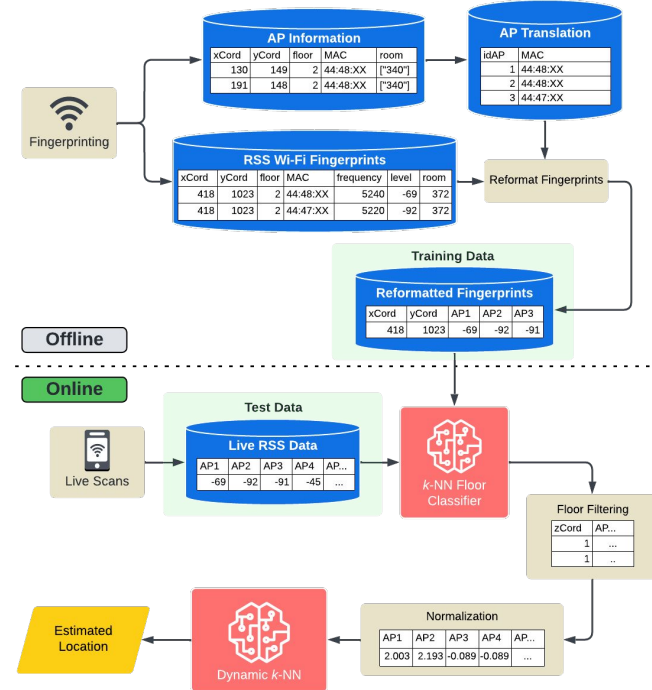 AP Information
xCord yCord floor MAC room
130 149 2 44:48:XX ["340"]
191 148 2 44:48:XX ["340"]
AP Translation
idAP MAC
1 44:48:XX
2 44:48:XX
3 44:47:XX
Fingerprinting
RSS Wi-Fi Fingerprints
xCord yCord floor MAC frequency level room
418 1023 2 44:48:XX 5240 -69 372
418 1023 2 44:47:XX 5220 -92 372
Reformat Fingerprints
Training Data
Reformatted Fingerprints
xCord yCord AP1 AP2 AP3
418 1023 -69 -92 -91
Offline
Online
Test Data
Live RSS Data
AP1 AP2 AP3 AP4 AP...
-69 -92 -91 -45 ...
Live Scans
k-NN Floor
Classifier
Floor Filtering
zCord AP...
1 ...
1 ..
Normalization
AP1 AP2 AP3 AP4 AP...
2.003 2.193 -0.089 -0.089 ...
Dynamic k-NN
Estimated
Location